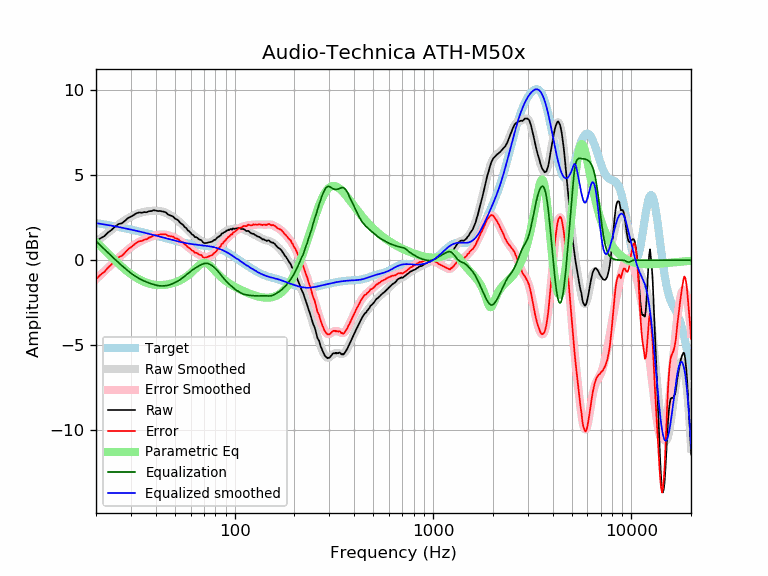 Audio-Technica ATH-M50x
Amplitude (dBr)
10
5
0
−5
−10
Target
Raw Smoothed
Error Smoothed
Raw
Error
Parametric Eq
Equalization
Equalized smoothed
100
1000
10000
Frequency (Hz)